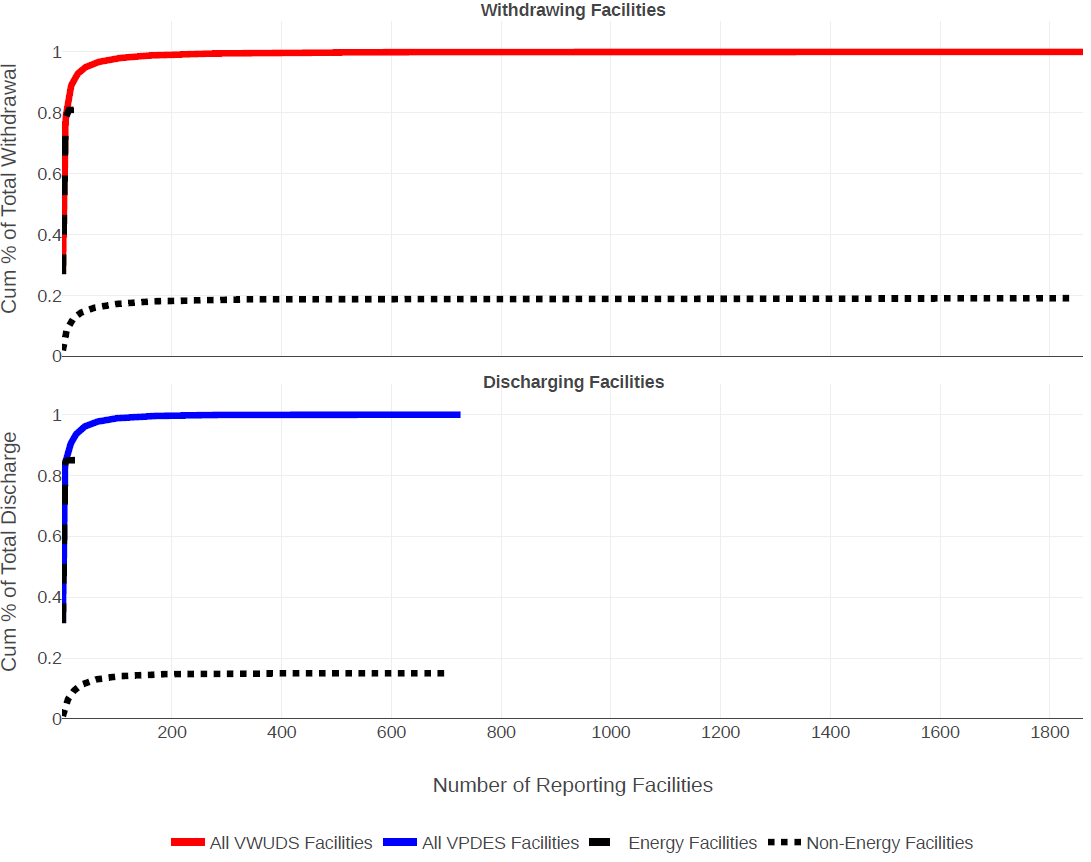 Withdrawing Facilities
Cum % of Total Withdrawal
1
0.8
0.6
0.4
0.2
0
Discharging Facilities
Cum % of Total Discharge
1
0.8
0.6
0.4
0.2
0
200 400 600 800 1000 1200 1400 1600 1800
Number of Reporting Facilities
All VWUDS Facilities All VPDES Facilities Energy Facilities Non-Energy Facilities